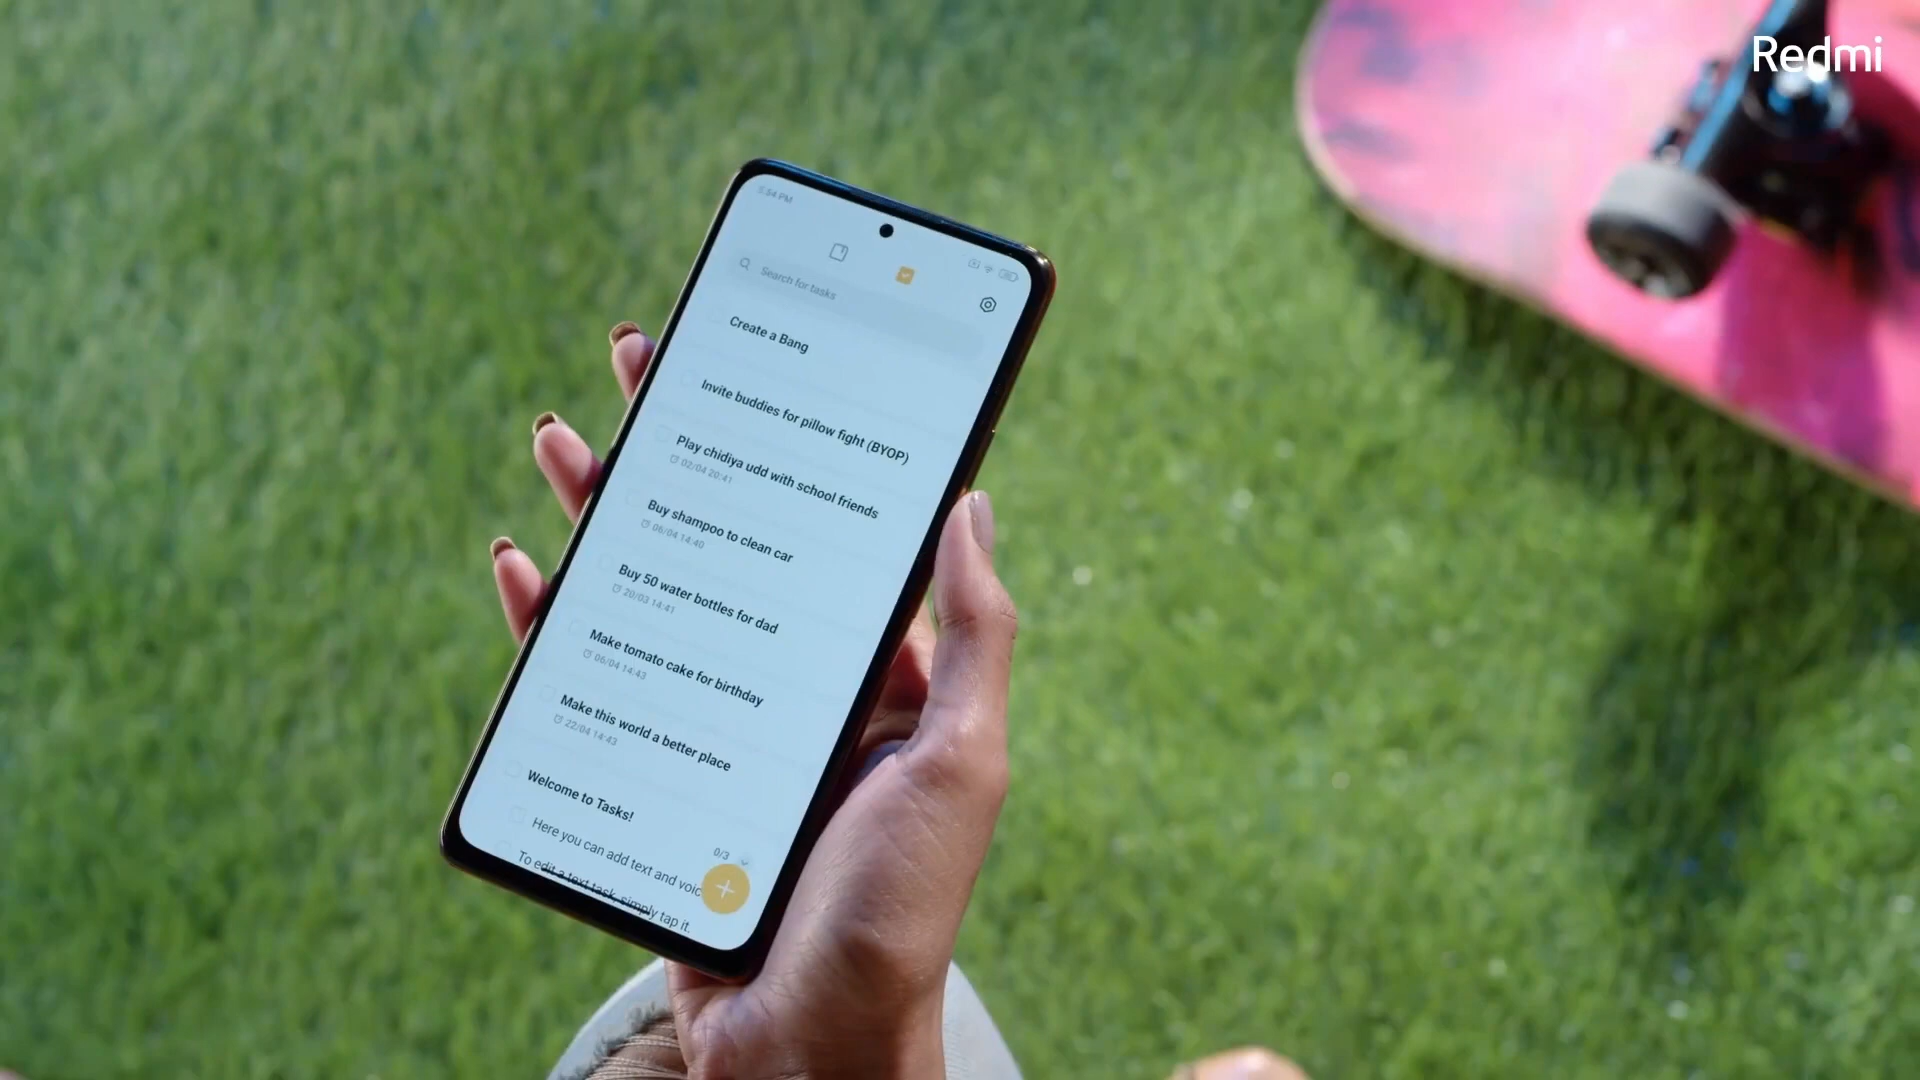 Redmi
:54 PM
Search for tasks
Create a Bang
Invite buddies for pillow fight (BYOP)
Play chidiya udd with school friends
02/04 20:41
Buy shampoo to clean car
06/04 14:40
Buy 50 water bottles for dad
20/03 14:41
Make tomato cake for birthday
06/04 14:43
Make this world a better place
22/04 14:43
Welcome to Tasks!
0/3
Here you can add text and voic
To edit a text task, simply tap it.